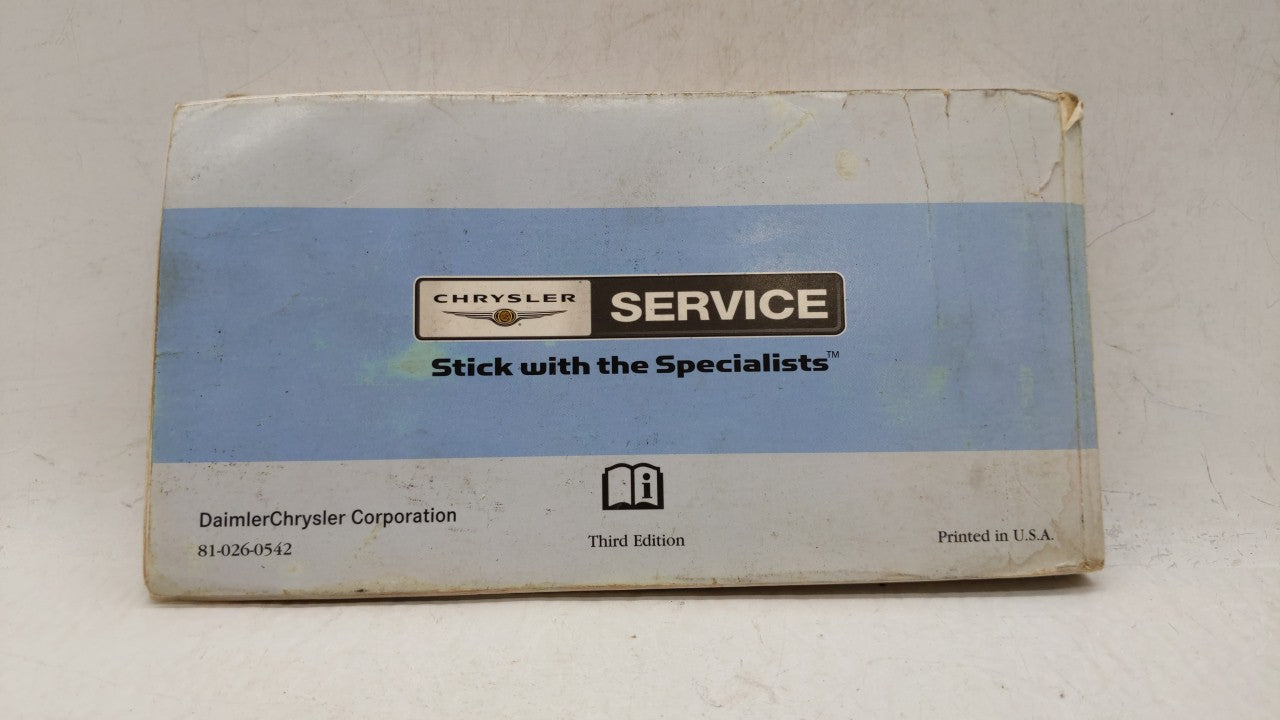 CHRYSLER
SERVICE
Stick with the Specialists™
i
DaimlerChrysler Corporation
81-026-0542
Third Edition
Printed in U.S.A.